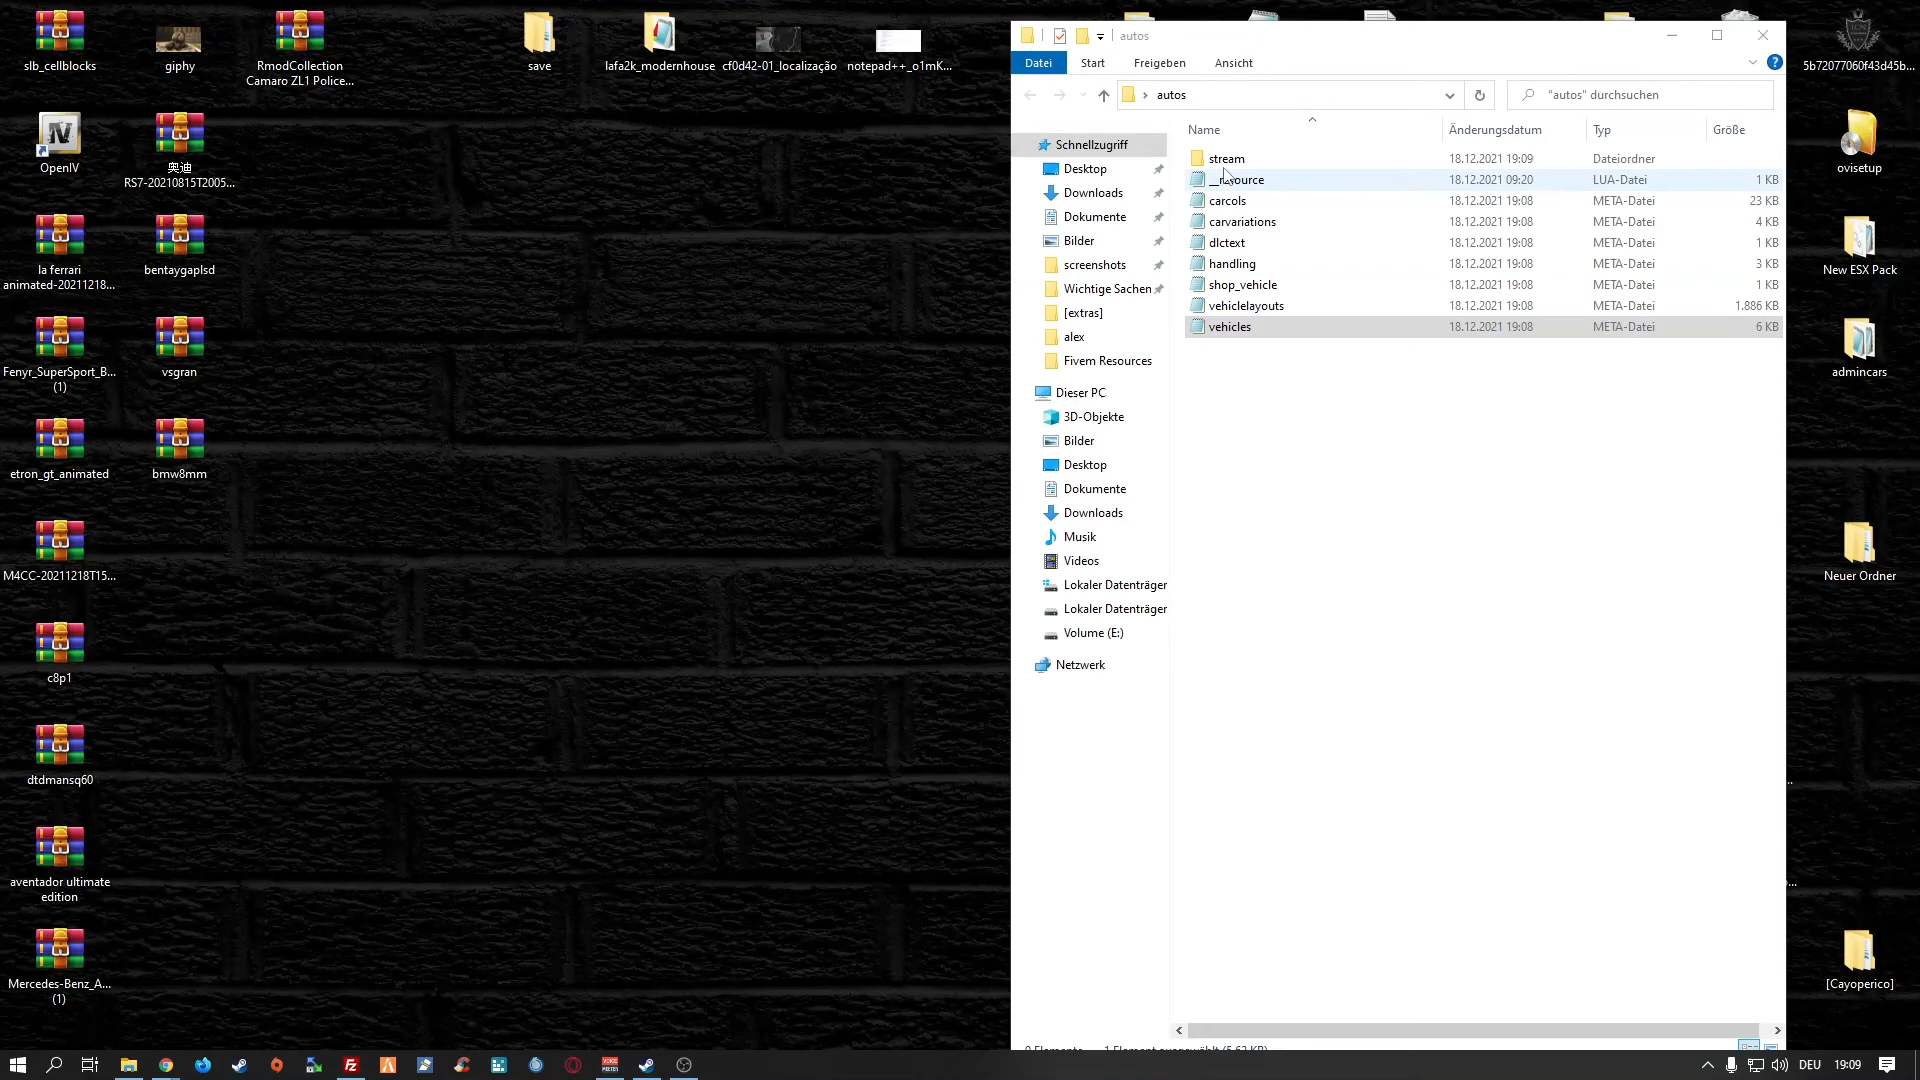 slb_cellblocks
giphy
RmodCollection
Camaro ZL1 Police...
save
lafa2k_modernhouse
cf0d42-01_localização
notepad++_o1mK...
OpenIV
奥迪
RS7-20210815T2005...
la ferrari
animated-20211218...
bentaygaplsd
Fenyr_SuperSport_B...
(1)
vsgran
etron_gt_animated
bmw8mm
M4CC-20211218T15...
c8p1
dtdmansq60
aventador ultimate
edition
Mercedes-Benz_A...
(1)
autos
Datei
Start
Freigeben
Ansicht
autos
"autos" durchsuchen
Name
Änderungsdatum
Typ
Größe
stream
18.12.2021 19:09
Dateiordner
18.12.2021 09:20
LUA-Datei
1 KB
carcols
18.12.2021 19:08
META-Datei
23 KB
carvariations
18.12.2021 19:08
META-Datei
4 KB
dlctext
18.12.2021 19:08
META-Datei
1 KB
handling
18.12.2021 19:08
META-Datei
3 KB
shop_vehicle
18.12.2021 19:08
META-Datei
1 KB
vehiclelayouts
18.12.2021 19:08
META-Datei
1.886 KB
vehicles
18.12.2021 19:08
META-Datei
6 KB
Schnellzugriff
Desktop
Downloads
Dokumente
Bilder
screenshots
Wichtige Sachen
[extras]
alex
Fivem Resources
Dieser PC
3D-Objekte
Bilder
Desktop
Dokumente
Downloads
Musik
Videos
Lokaler Datenträger
Lokaler Datenträger
Volume (E:)
Netzwerk
5b72077060f43d45b...
ovisetup
New ESX Pack
admincars
Neuer Ordner
[Cayoperico]
DEU
19:09